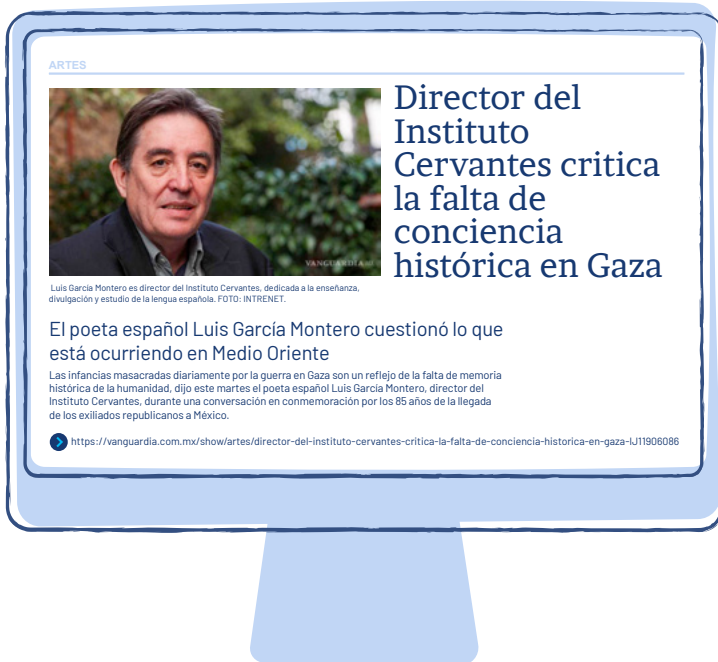 ARTES
Director del
Instituto
Cervantes critica
la falta de
conciencia
histórica en Gaza
VANGUARDIA
Luis García Montero es director del Instituto Cervantes, dedicada a la enseñanza,
divulgación y estudio de la lengua española. FOTO: INTRENET.
El poeta español Luis García Montero cuestionó lo que
está ocurriendo en Medio Oriente
Las infancias masacradas diariamente por la guerra en Gaza son un reflejo de la falta de memoria
histórica de la humanidad, dijo este martes el poeta español Luis García Montero, director del
Instituto Cervantes, durante una conversación en conmemoración por los 85 años de la llegada
de los exiliados republicanos a México.
https://vanguardia.com.mx/show/artes/director-del-instituto-cervantes-critica-la-falta-de-conciencia-historica-en-gaza-IJ11906086